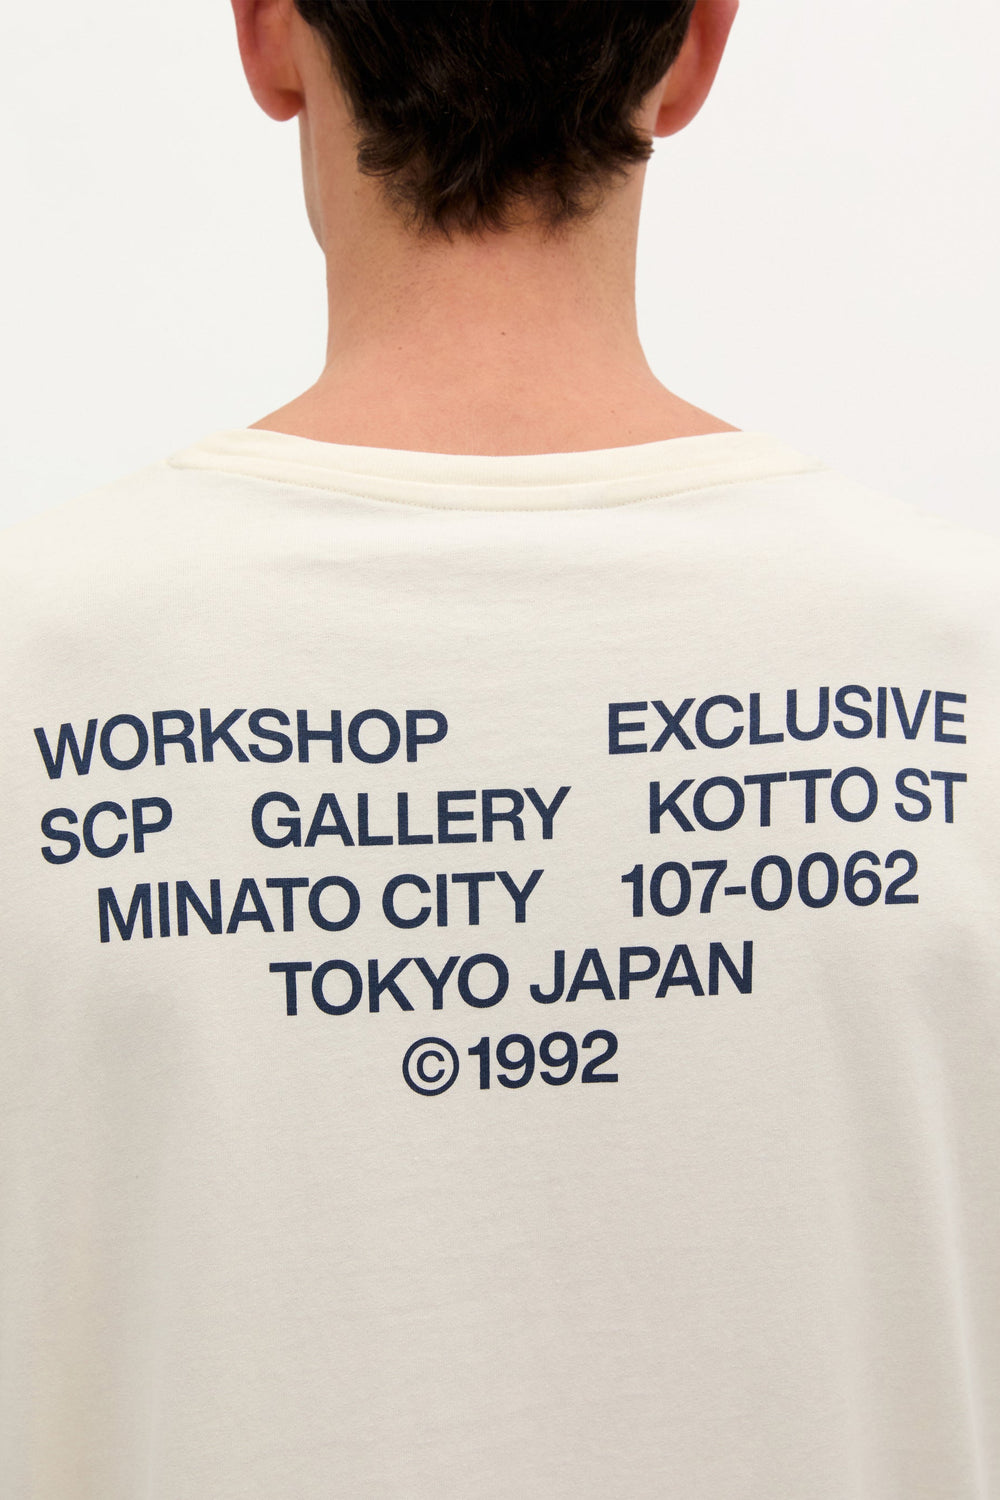 WORKSHOP EXCLUSIVE
SCP GALLERY KOTTO ST
MINATO CITY 107-0062
TOKYO JAPAN
©1992